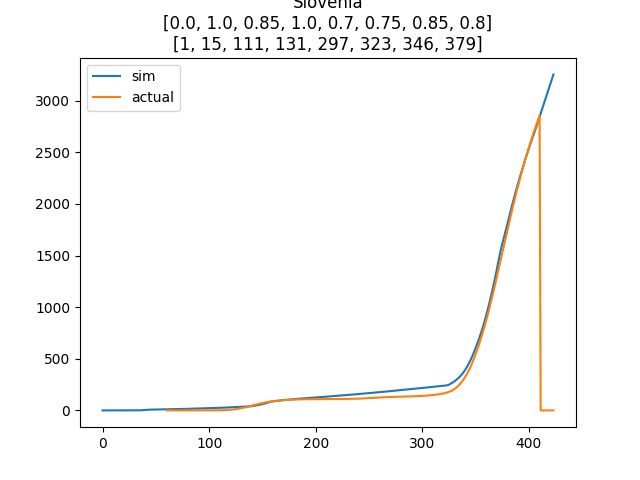 Slovenia
[0.0, 1.0, 0.85, 1.0, 0.7, 0.75, 0.85, 0.8]
[1, 15, 111, 131, 297, 323, 346, 379]
sim
actual
3000
2500
2000
1500
1000
500
0
0 100 200 300 400